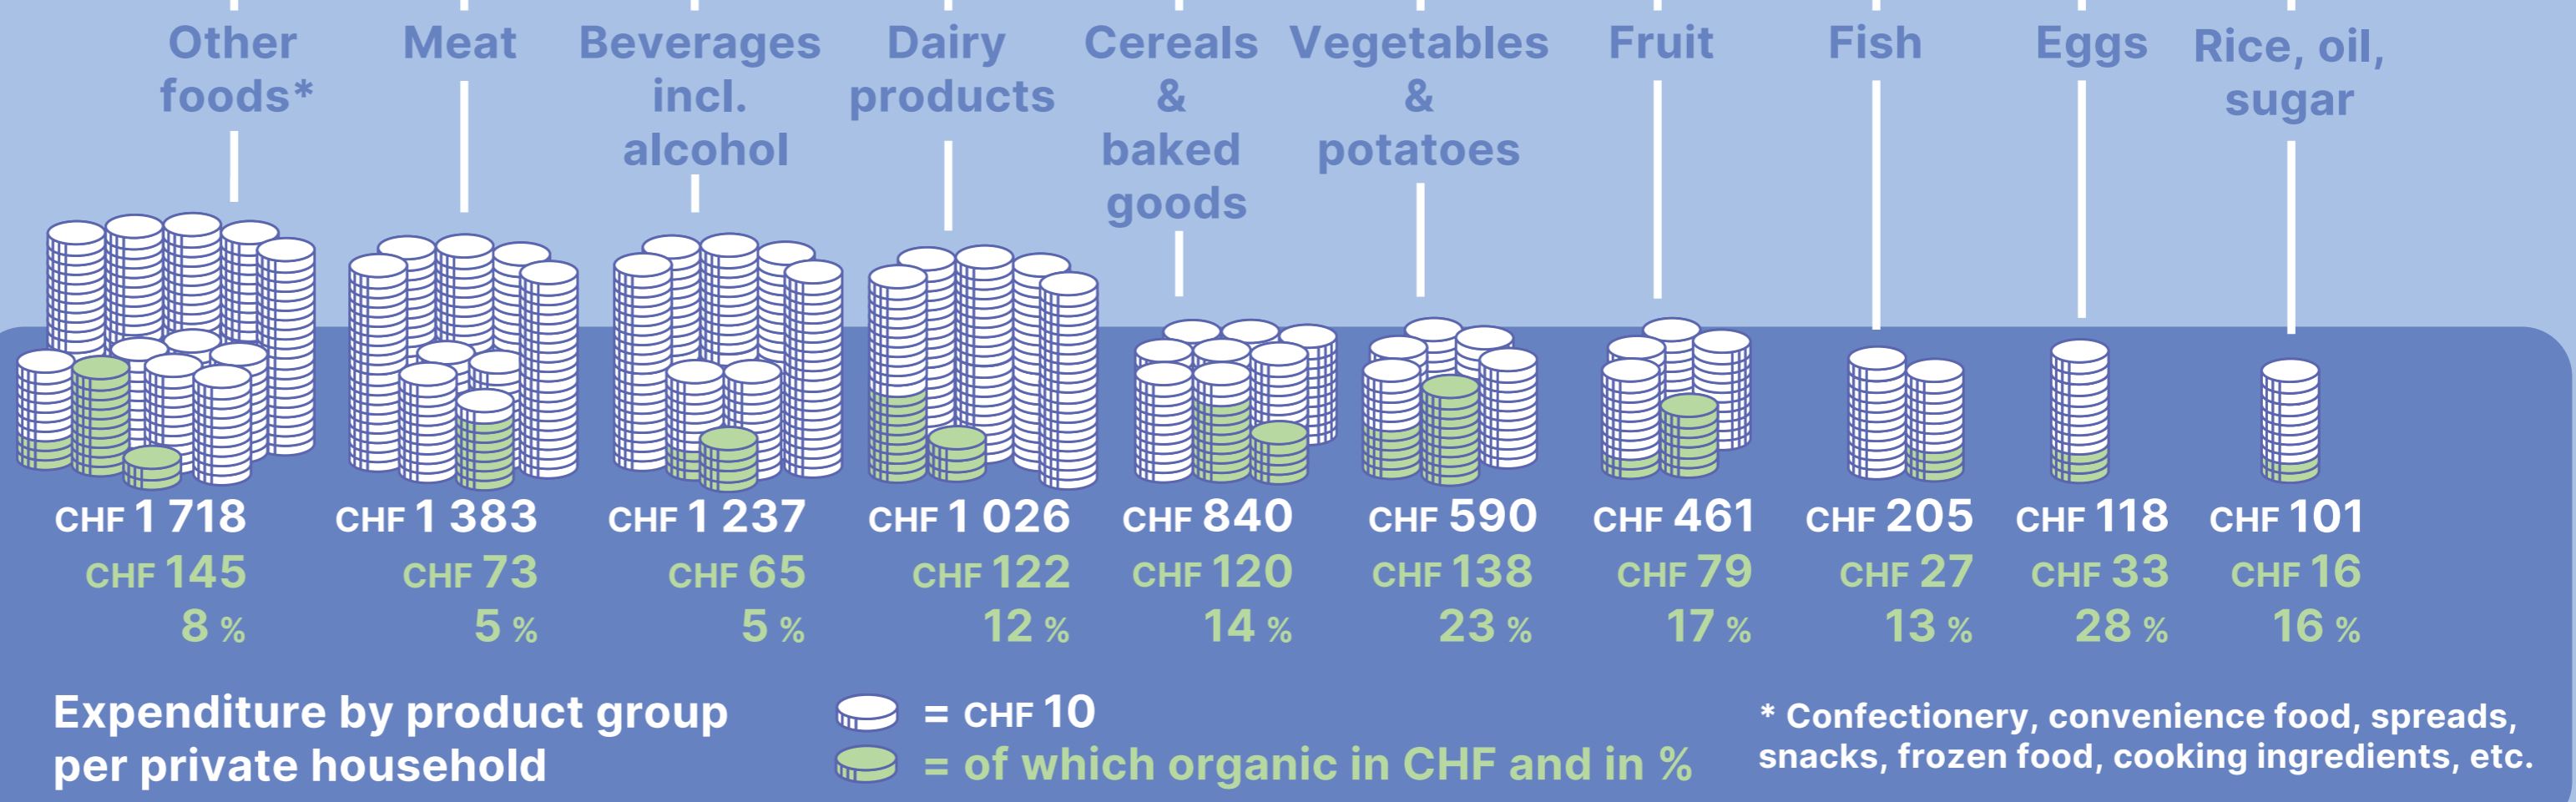 Other
foods*
Meat
Beverages
incl.
alcohol
Dairy
products
Cereals
&
baked
goods
Vegetables
&
potatoes
Fruit
Fish
Eggs
Rice, oil,
sugar
CHF 1 718
CHF 145
8 %
CHF 1 383
CHF 73
5 %
CHF 1 237
CHF 65
5 %
CHF 1 026
CHF 122
12 %
CHF 840
CHF 120
14 %
CHF 590
CHF 138
23 %
CHF 461
CHF 79
17 %
CHF 205
CHF 27
13 %
CHF 118
CHF 33
28 %
CHF 101
CHF 16
16 %
Expenditure by product group
per private household
= CHF 10
= of which organic in CHF and in %
* Confectionery, convenience food, spreads,
snacks, frozen food, cooking ingredients, etc.